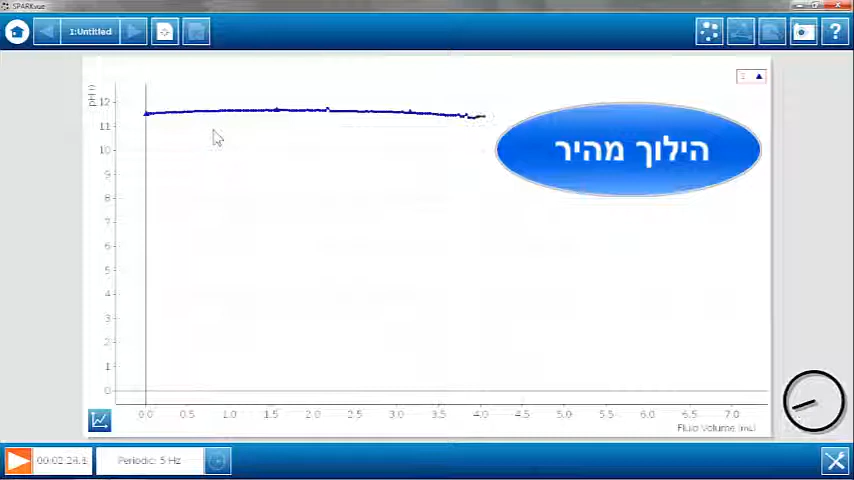 SPARKvue
1:Untitled
?
12
11
10
9
8
7
6
5
4
3
2
1
0
0.0 0.5 1.0 1.5 2.0 2.5 3.0 3.5 4.0 4.5 5.0 5.5 6.0 6.5 7.0
Fluid Volume (mL)
הילוך מהיר
Periodic: 5 Hz